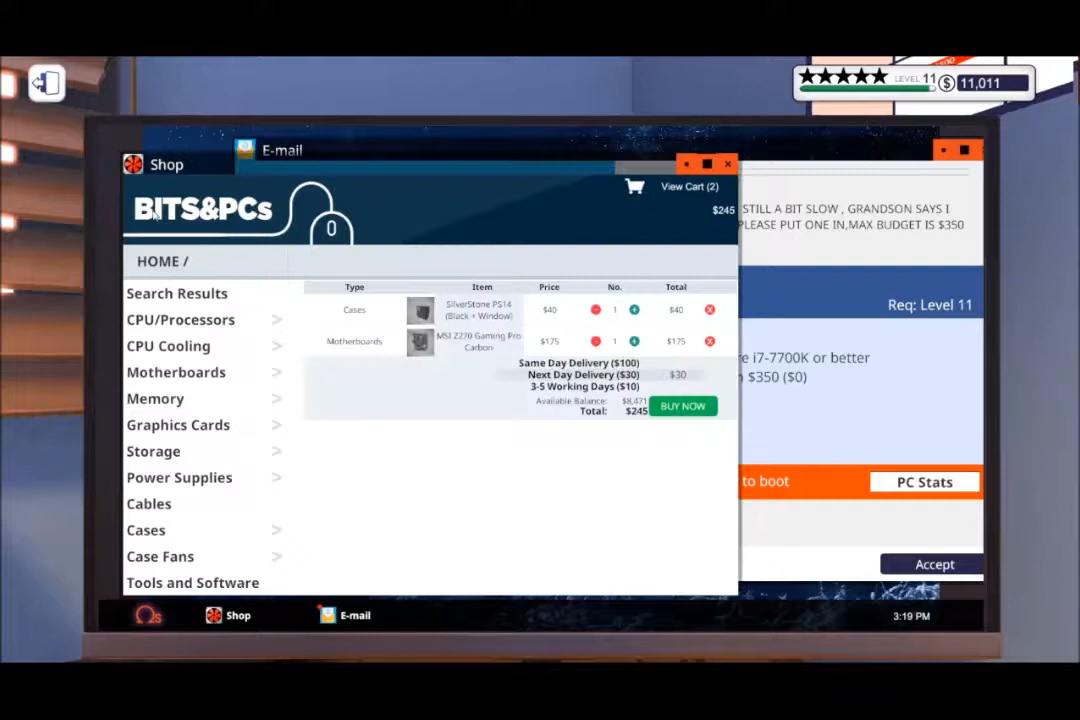 LEVEL 11 $ 11,011
E-mail
Shop
BITS&PCs
View Cart (2)
$245
STILL A BIT SLOW , GRANDSON SAYS I
PLEASE PUT ONE IN,MAX BUDGET IS $350
HOME /
Req: Level 11
re i7-7700K or better
$350 ($0)
to boot
PC Stats
Accept
Search Results
CPU/Processors >
CPU Cooling >
Motherboards >
Memory >
Graphics Cards >
Storage >
Power Supplies >
Cables
Cases >
Case Fans >
Tools and Software
Type Item Price No. Total
Cases SilverStone PS14 (Black + Window) $40 - 1 + $40 x
Motherboards MSI Z270 Gaming Pro Carbon- $175 - 1 + $175 x
Same Day Delivery ($100)
Next Day Delivery ($30) $30
3-5 Working Days ($10)
Available Balance: $8,471
Total: $245
BUY NOW
Shop
E-mail
3:19 PM